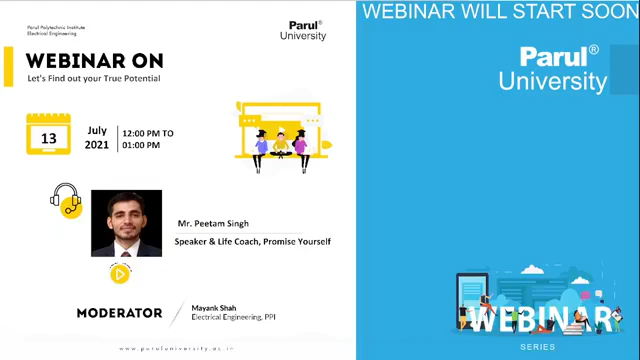 Parul Polytechnic Institute
Electrical Engineering
Parul®
University
WEBINAR ON
Let's Find out your True Potential
13
July
2021
12:00 PM TO
01:00 PM
Mr. Peetam Singh
Speaker & Life Coach, Promise Yourself
MODERATOR
Mayank Shah
Electrical Engineering, PPI
www.paruluniversity.ac.in
WEBINAR WILL START SOON
Parul®
University
WEBINAR
SERIES